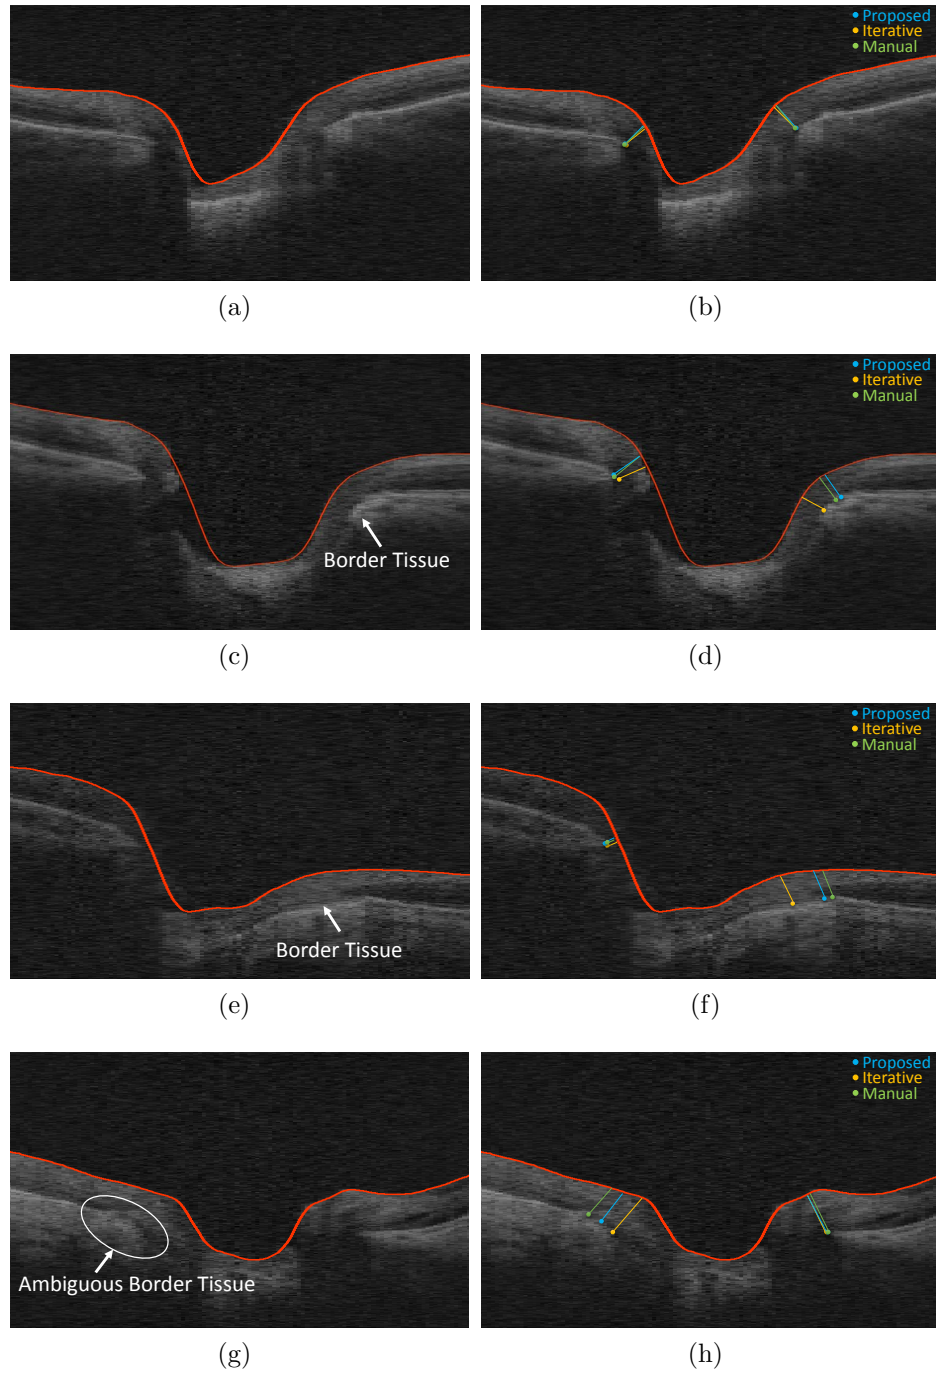 Proposed
Iterative
Manual
(a)
(b)
Proposed
Iterative
Manual
Border Tissue
(c)
(d)
Proposed
Iterative
Manual
Border Tissue
(e)
(f)
Proposed
Iterative
Manual
Ambiguous Border Tissue
(g)
(h)